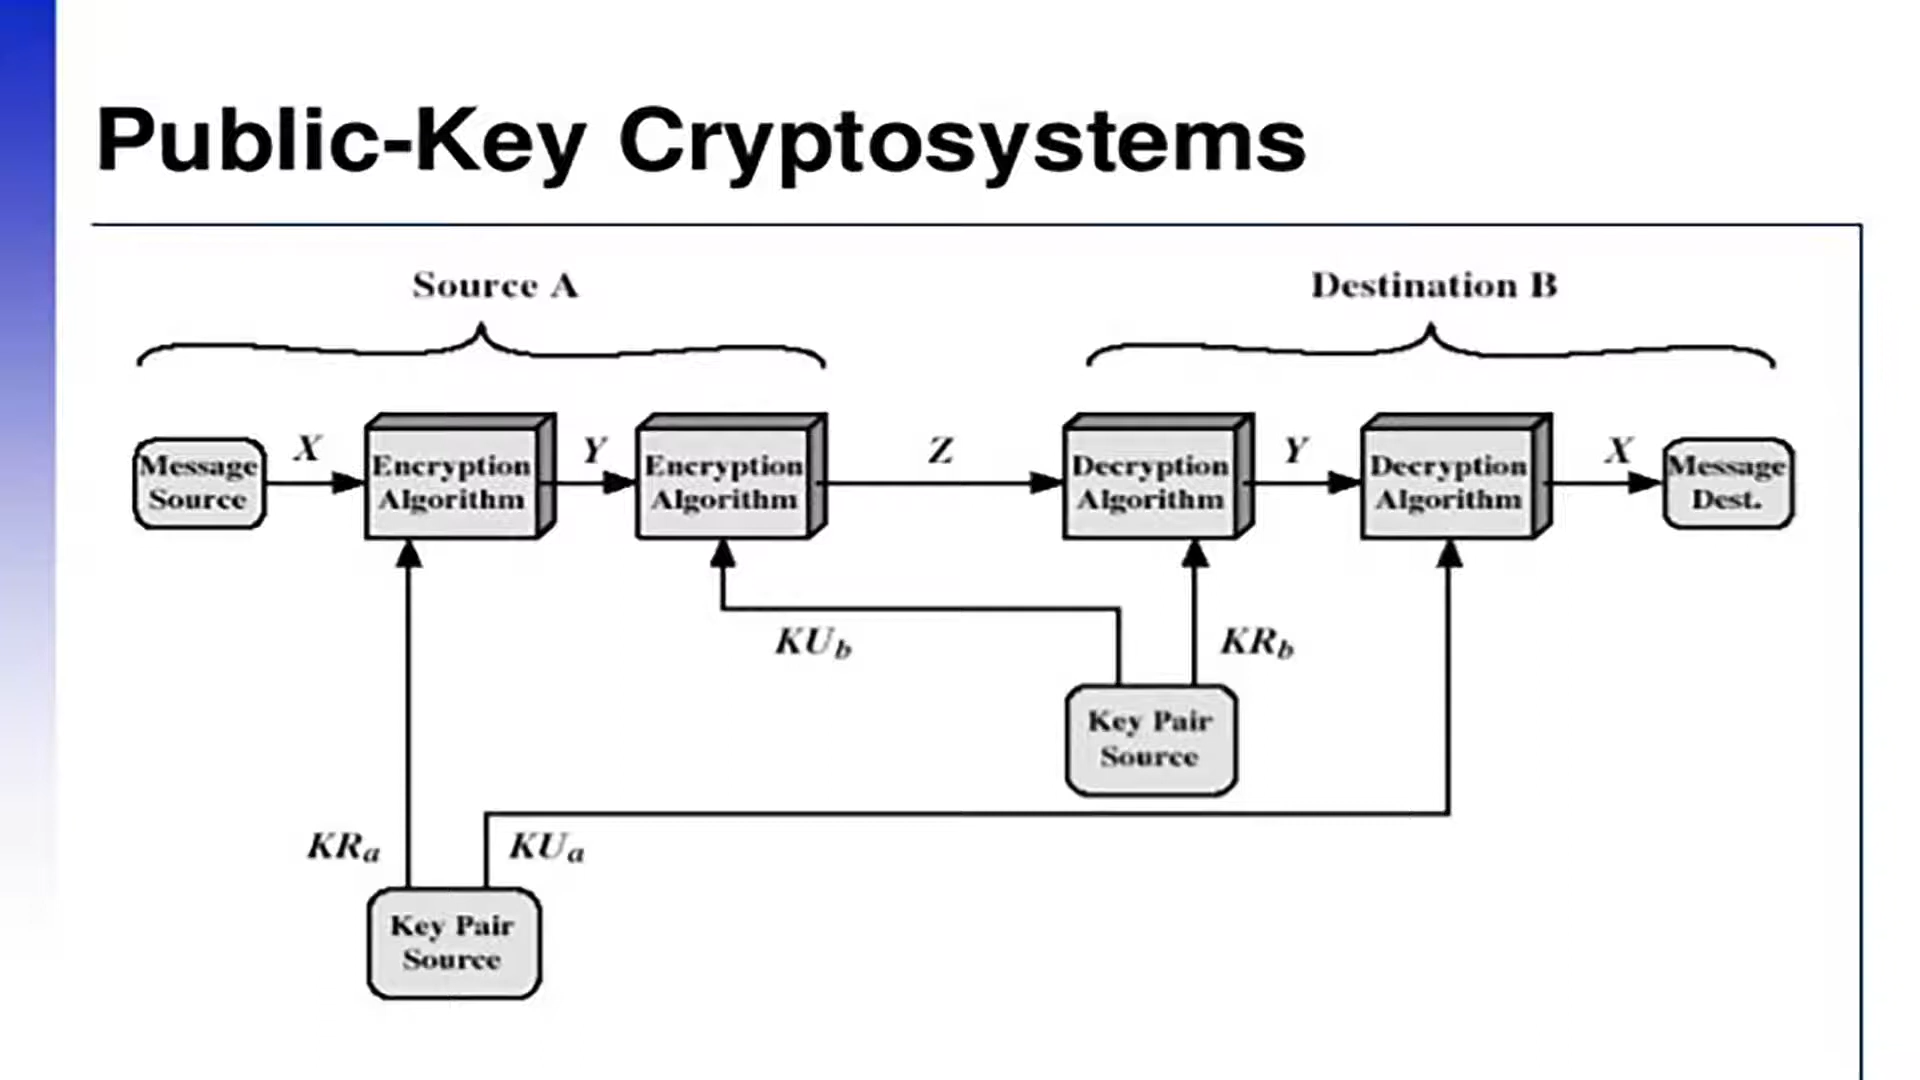 Public-Key Cryptosystems
Source A
Destination B
Message
Source
X
Encryption
Algorithm
Y
Encryption
Algorithm
Z
Decryption
Algorithm
Y
Decryption
Algorithm
X
Message
Dest.
KUb
KRb
Key Pair
Source
KRa
KUa
Key Pair
Source